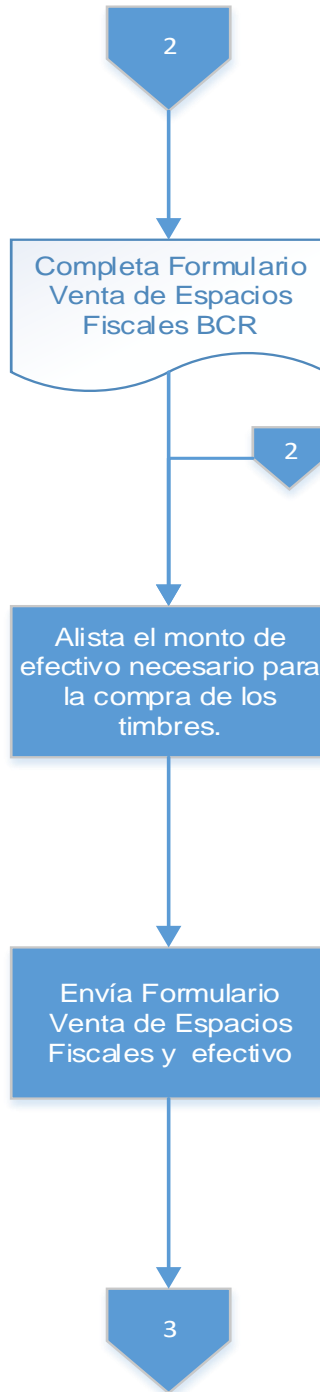 2
Completa Formulario
Venta de Espacios
Fiscales BCR
2
Alista el monto de
efectivo necesario para
la compra de los
timbres.
Envía Formulario
Venta de Espacios
Fiscales y efectivo
3